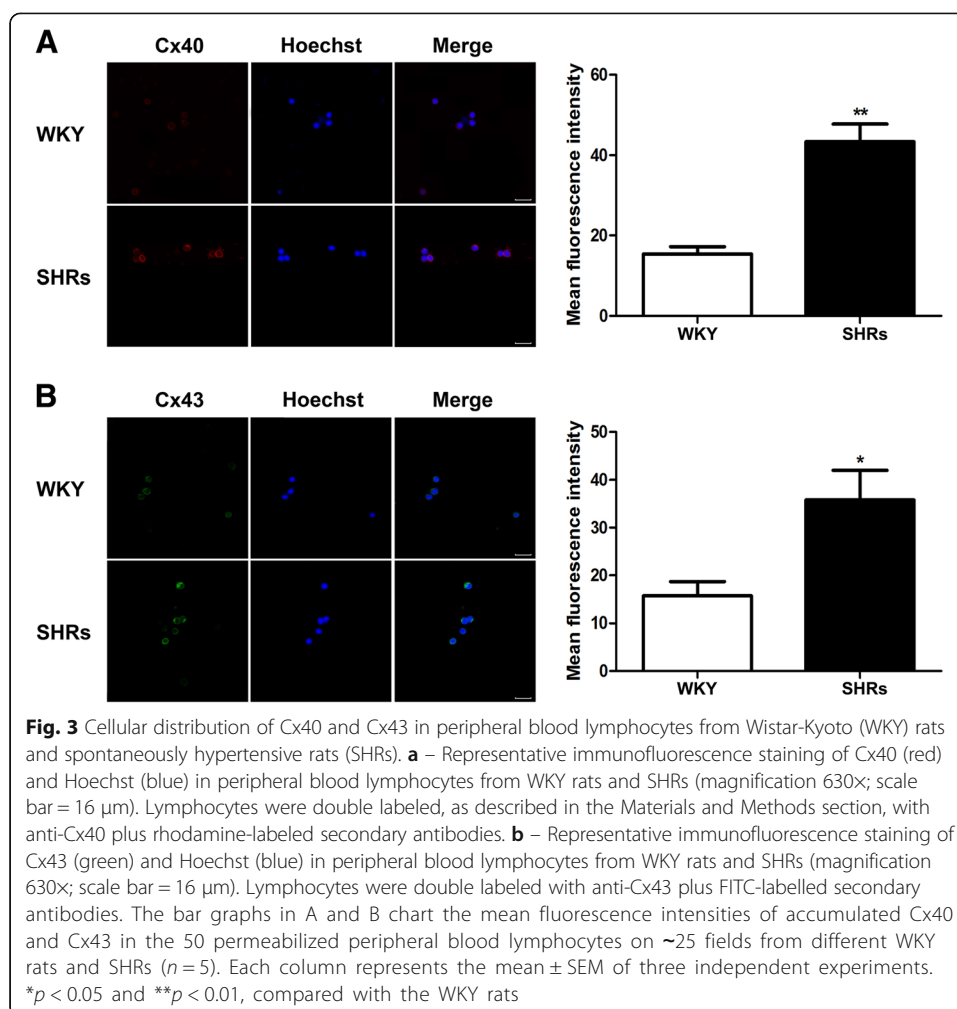 A
Cx40 Hoechst Merge
WKY
SHRs
Mean fluorescence intensity
60
40
20
0
**
WKY SHRs
B
Cx43 Hoechst Merge
WKY
SHRs
Mean fluorescence intensity
50
40
30
20
10
0
*
WKY SHRs
Fig. 3 Cellular distribution of Cx40 and Cx43 in peripheral blood lymphocytes from Wistar-Kyoto (WKY) rats
and spontaneously hypertensive rats (SHRs). a – Representative immunofluorescence staining of Cx40 (red)
and Hoechst (blue) in peripheral blood lymphocytes from WKY rats and SHRs (magnification 630×; scale
bar = 16 μm). Lymphocytes were double labeled, as described in the Materials and Methods section, with
anti-Cx40 plus rhodamine-labeled secondary antibodies. b – Representative immunofluorescence staining of
Cx43 (green) and Hoechst (blue) in peripheral blood lymphocytes from WKY rats and SHRs (magnification
630×; scale bar = 16 μm). Lymphocytes were double labeled with anti-Cx43 plus FITC-labelled secondary
antibodies. The bar graphs in A and B chart the mean fluorescence intensities of accumulated Cx40
and Cx43 in the 50 permeabilized peripheral blood lymphocytes on ~25 fields from different WKY
rats and SHRs (n = 5). Each column represents the mean ± SEM of three independent experiments.
*p < 0.05 and **p < 0.01, compared with the WKY rats